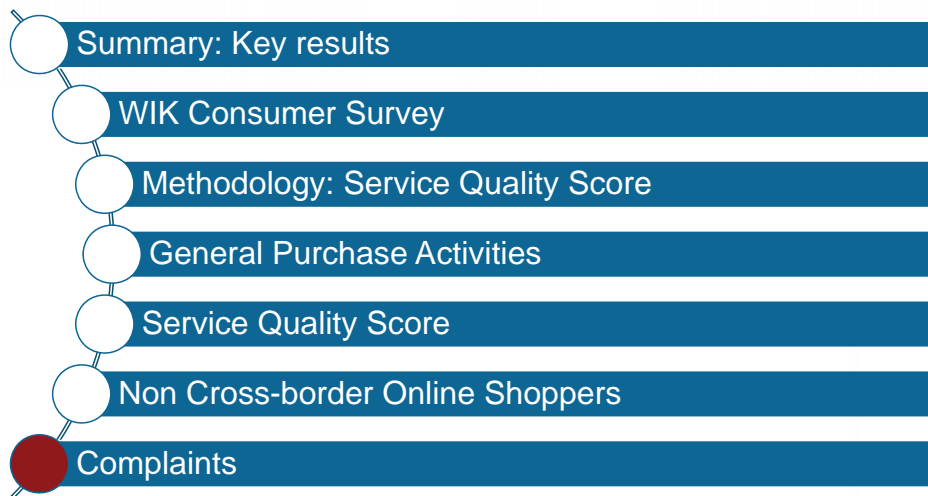 Summary: Key results
WIK Consumer Survey
Methodology: Service Quality Score
General Purchase Activities
Service Quality Score
Non Cross-border Online Shoppers
Complaints